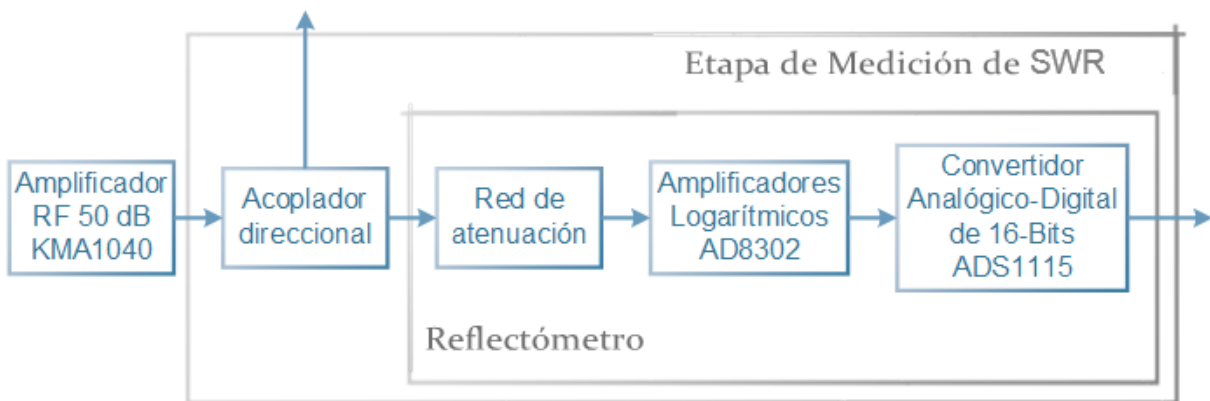 Etapa de Medición de SWR
Amplificador
RF 50 dB
KMA1040
Acoplador
direccional
Red de
atenuación
Amplificadores
Logarítmicos
AD8302
Convertidor
Analógico-Digital
de 16-Bits
ADS1115
Reflectómetro